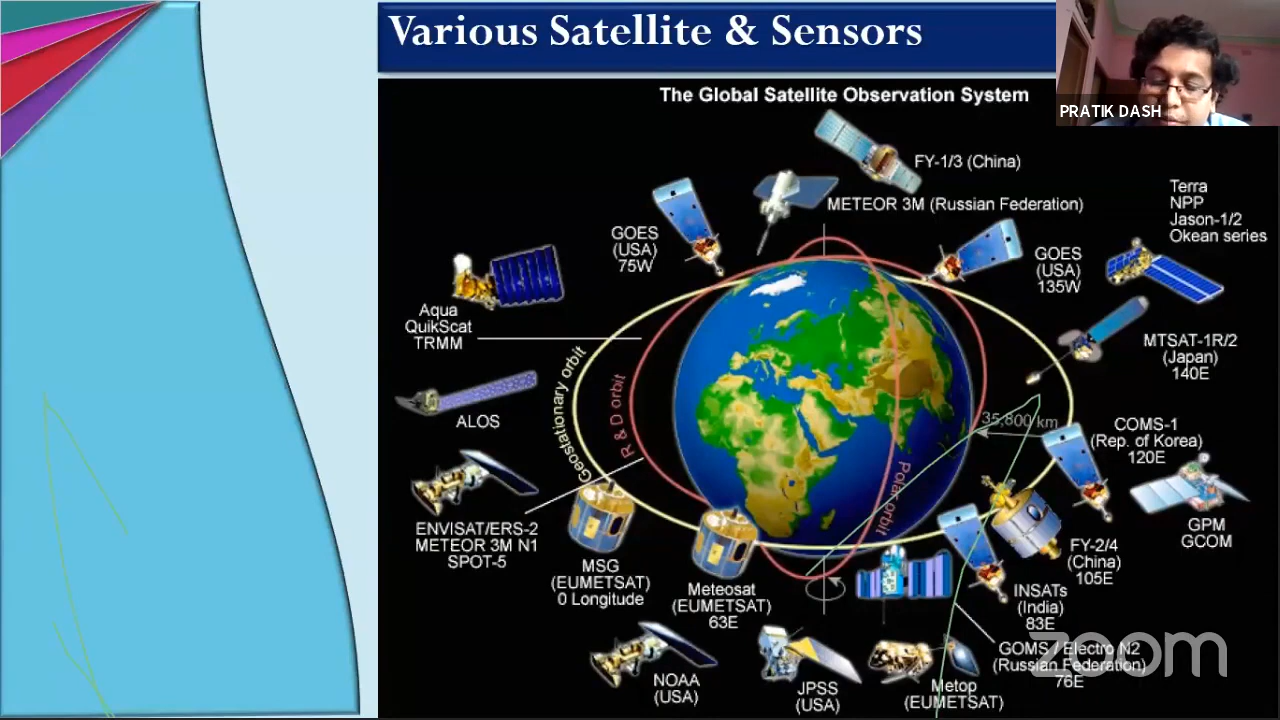 Various Satellite & Sensors
PRATIK DASH
The Global Satellite Observation System
FY-1/3 (China)
METEOR 3M (Russian Federation)
Terra
NPP
Jason-1/2
Okean series
GOES
(USA)
75W
GOES
(USA)
135W
Aqua
QuikScat
TRMM
MTSAT-1R/2
(Japan)
140E
Geostationary orbit
R & D orbit
ALOS
35,800 km
COMS-1
(Rep. of Korea)
120E
Polar orbit
ENVISAT/ERS-2
METEOR 3M N1
SPOT-5
GPM
GCOM
MSG
(EUMETSAT)
0 Longitude
Meteosat
(EUMETSAT)
63E
FY-2/4
(China)
105E
INSATs
(India)
83E
GOMS / Electro N2
(Russian Federation)
76E
NOAA
(USA)
JPSS
(USA)
Metop
(EUMETSAT)
zoom